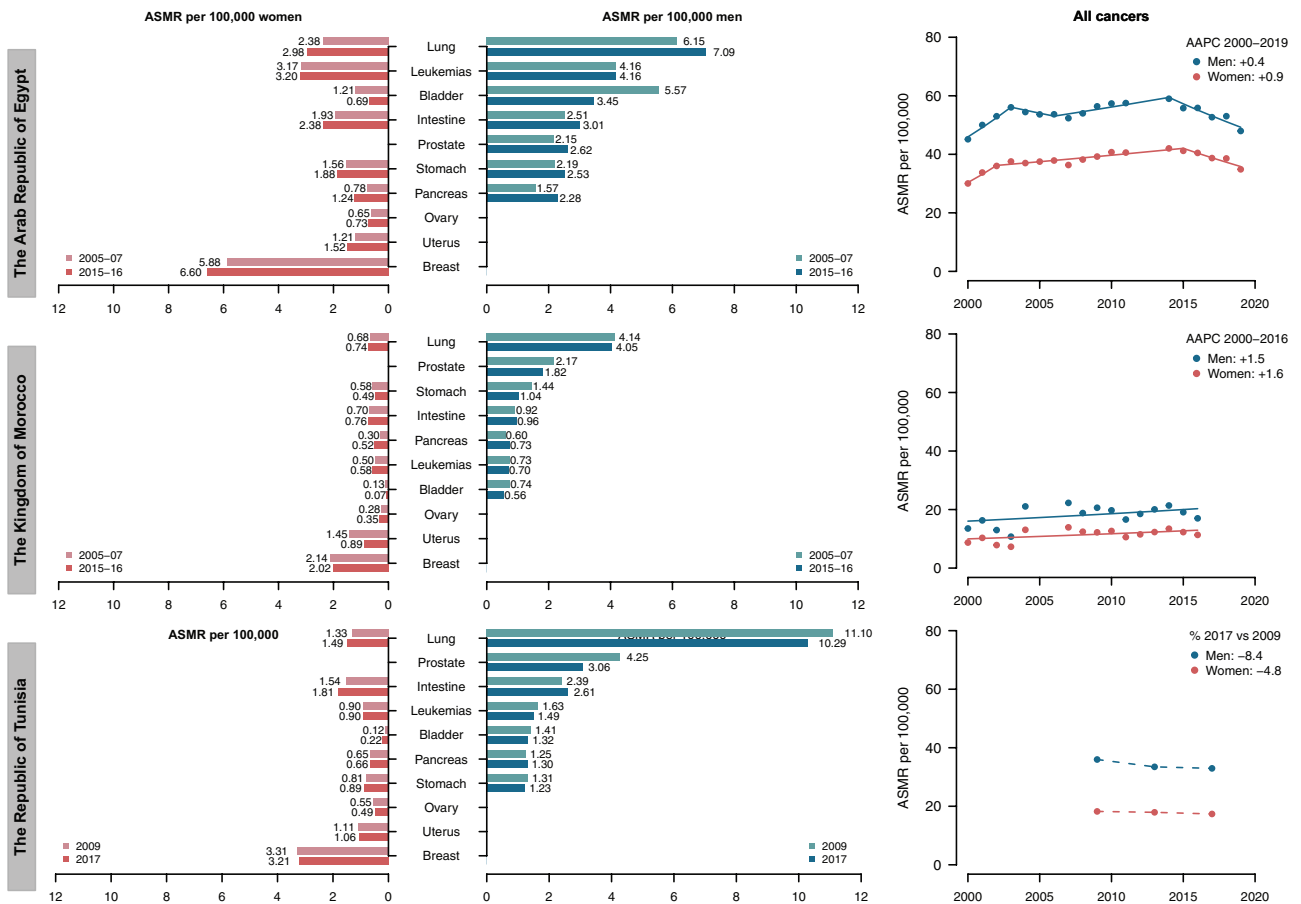 ASMR per 100,000 women
ASMR per 100,000 men
All cancers
The Arab Republic of Egypt
2.38 Lung 6.15
2.98 7.09
3.17 Leukemias 4.16
3.20 4.16
1.21 Bladder 5.57
0.69 3.45
1.93 Intestine 2.51
2.38 3.01
Prostate 2.15
2.62
1.56 Stomach 2.19
1.88 2.53
0.78 Pancreas 1.57
1.24 2.28
0.65 Ovary
0.73
1.21 Uterus
1.52
5.88 Breast
6.60
2005–07
2015–16
2005–07
2015–16
12 10 8 6 4 2 0
0 2 4 6 8 10 12
AAPC 2000–2019
Men: +0.4
Women: +0.9
ASMR per 100,000
80
60
40
20
0
2000 2005 2010 2015 2020
The Kingdom of Morocco
0.68 Lung 4.14
0.74 4.05
Prostate 2.17
1.82
0.58 Stomach 1.44
0.49 1.04
0.70 Intestine 0.92
0.76 0.96
0.30 Pancreas 0.60
0.52 0.73
0.50 Leukemias 0.73
0.58 0.70
0.13 Bladder 0.74
0.07 0.56
0.28 Ovary
0.35
1.45 Uterus
0.89
2.14 Breast
2.02
2005–07
2015–16
2005–07
2015–16
12 10 8 6 4 2 0
0 2 4 6 8 10 12
AAPC 2000–2016
Men: +1.5
Women: +1.6
ASMR per 100,000
80
60
40
20
0
2000 2005 2010 2015 2020
The Republic of Tunisia
ASMR per 100,000
1.33 Lung 11.10
1.49 10.29
Prostate 4.25
3.06
1.54 Intestine 2.39
1.81 2.61
0.90 Leukemias 1.63
0.90 1.49
0.12 Bladder 1.41
0.22 1.32
0.65 Pancreas 1.25
0.66 1.30
0.81 Stomach 1.31
0.89 1.23
0.55 Ovary
0.49
1.11 Uterus
1.06
3.31 Breast
3.21
2009
2017
2009
2017
12 10 8 6 4 2 0
0 2 4 6 8 10 12
% 2017 vs 2009
Men: −8.4
Women: −4.8
ASMR per 100,000
80
60
40
20
0
2000 2005 2010 2015 2020